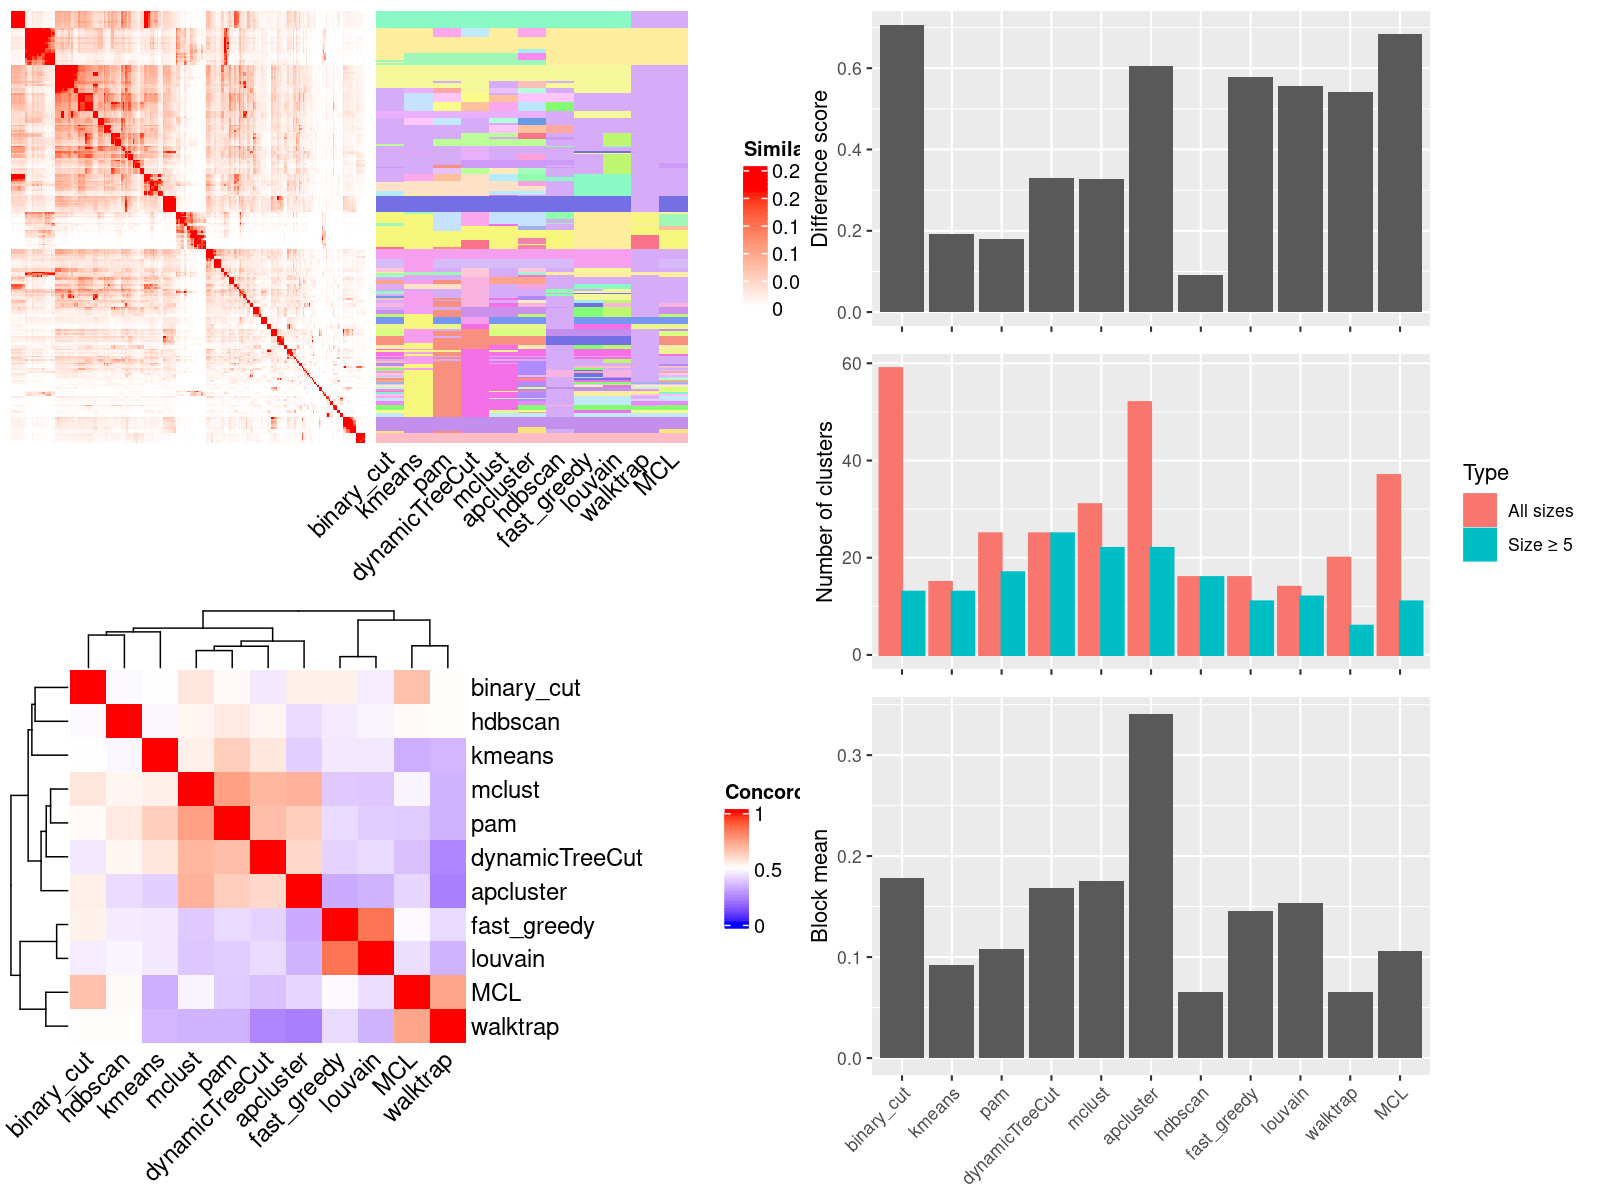 Simila
0.2
0.2
0.1
0.1
0.0
0
binary_cut
kmeans
pam
dynamicTreeCut
mclust
apcluster
hdbscan
fast_greedy
louvain
walktrap
MCL
binary_cut
hdbscan
kmeans
mclust
pam
dynamicTreeCut
apcluster
fast_greedy
louvain
MCL
walktrap
binary_cut
hdbscan
kmeans
mclust
pam
dynamicTreeCut
apcluster
fast_greedy
louvain
MCL
walktrap
Concord
1
0.5
0
Difference score
0.6
0.4
0.2
0.0
Number of clusters
60
40
20
0
Type
All sizes
Size ≥ 5
Block mean
0.3
0.2
0.1
0.0
binary_cut
kmeans
pam
dynamicTreeCut
mclust
apcluster
hdbscan
fast_greedy
louvain
walktrap
MCL